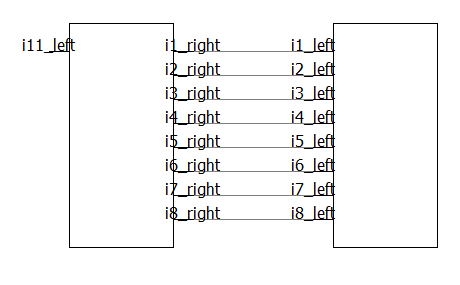 i11_left i1_right i1_left
i2_right i2_left
i3_right i3_left
i4_right i4_left
i5_right i5_left
i6_right i6_left
i7_right i7_left
i8_right i8_left